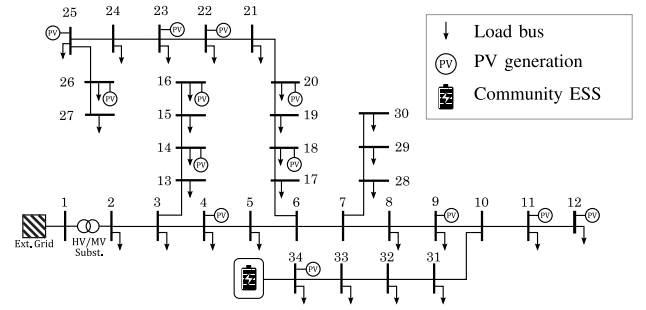 25 24 23 22 21
PV PV PV
Load bus
PV PV generation
Community ESS
26 16 20 30
PV PV PV
27 15 19 29
14 18
PV PV
13 17 28
1 2 3 4 5 6 7 8 9 10 11 12
PV PV PV PV
Ext. Grid HV/MV
Subst.
34 33 32 31
PV